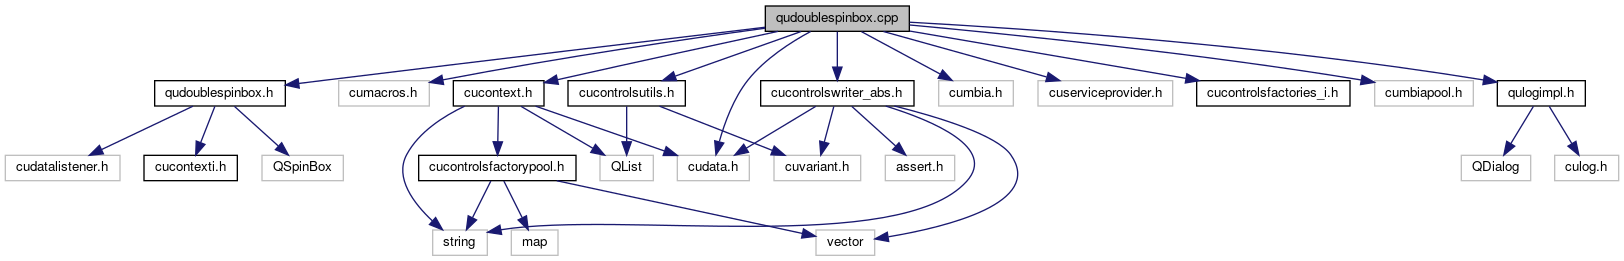 qudoublespinbox.cpp
qudoublespinbox.h
cumacros.h
cucontext.h
cucontrolsutils.h
cucontrolswriter_abs.h
cumbia.h
cuserviceprovider.h
cucontrolsfactories_i.h
cumbiapool.h
qulogimpl.h
cudatalistener.h
cucontexti.h
QSpinBox
cucontrolsfactorypool.h
QList
cudata.h
cuvariant.h
assert.h
QDialog
culog.h
string
map
vector